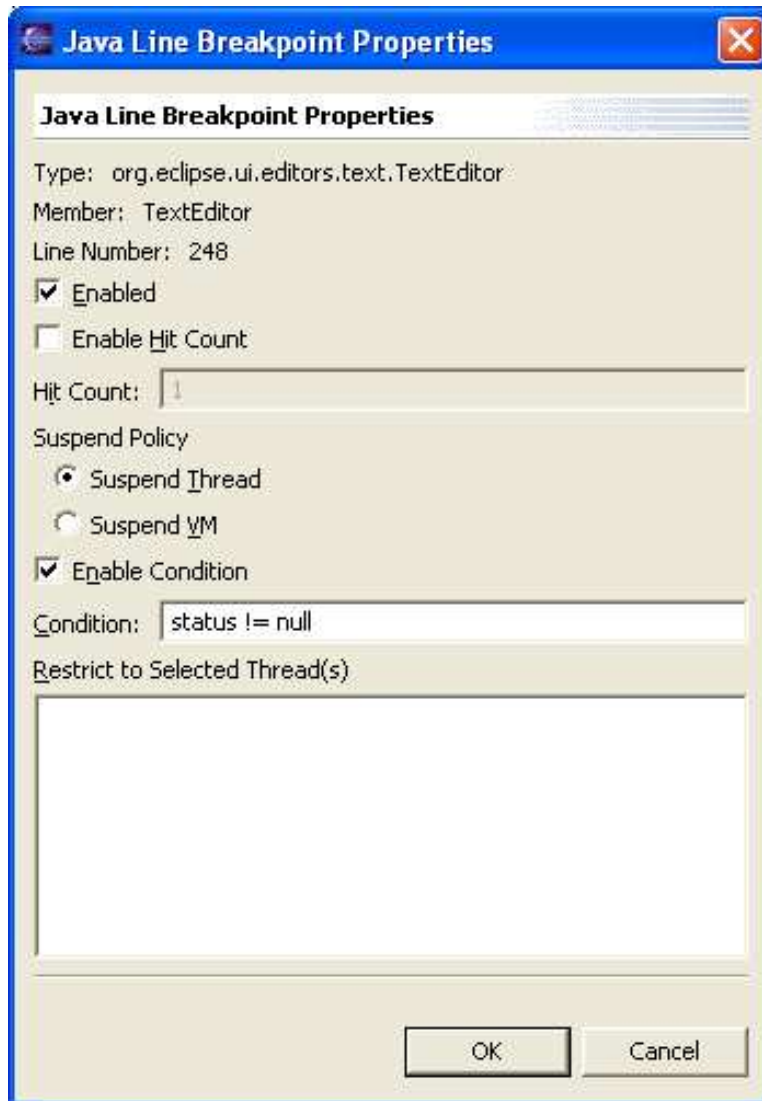 Java Line Breakpoint Properties
Java Line Breakpoint Properties
Type: org.eclipse.ui.editors.text.TextEditor
Member: TextEditor
Line Number: 248
Enabled
Enable Hit Count
Hit Count: 1
Suspend Policy
Suspend Thread
Suspend VM
Enable Condition
Condition: status != null
Restrict to Selected Thread(s)
OK Cancel